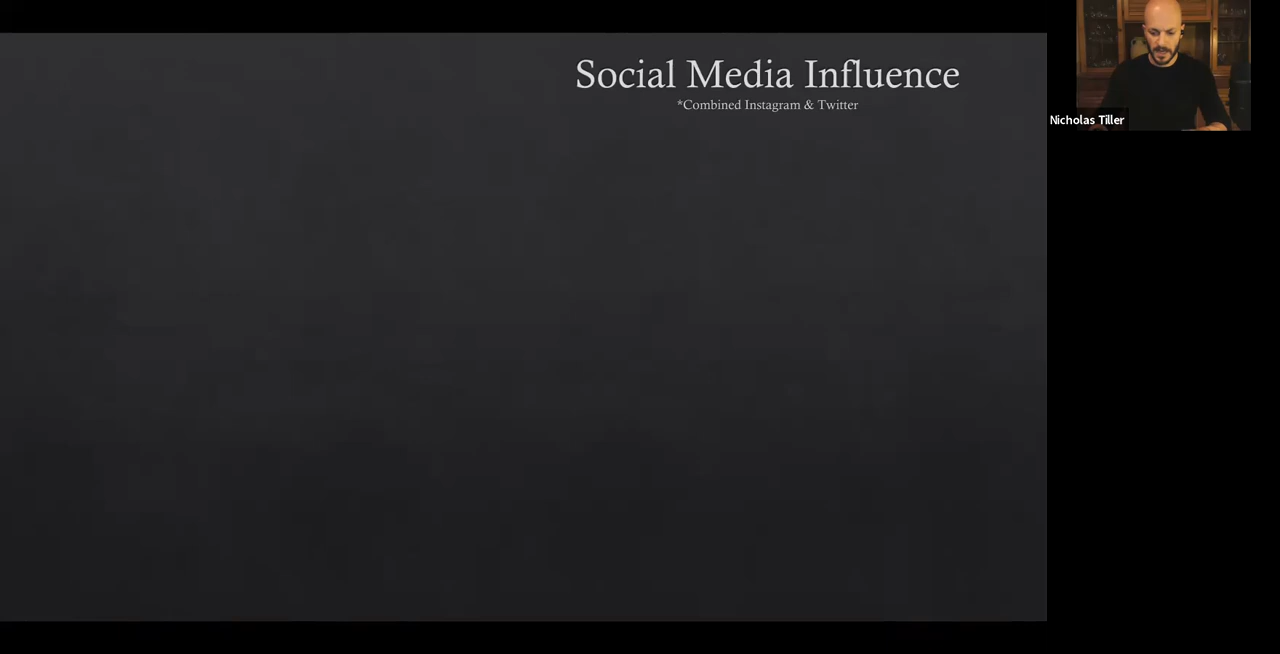 Social Media Influence
*Combined Instagram & Twitter
Nicholas Tiller